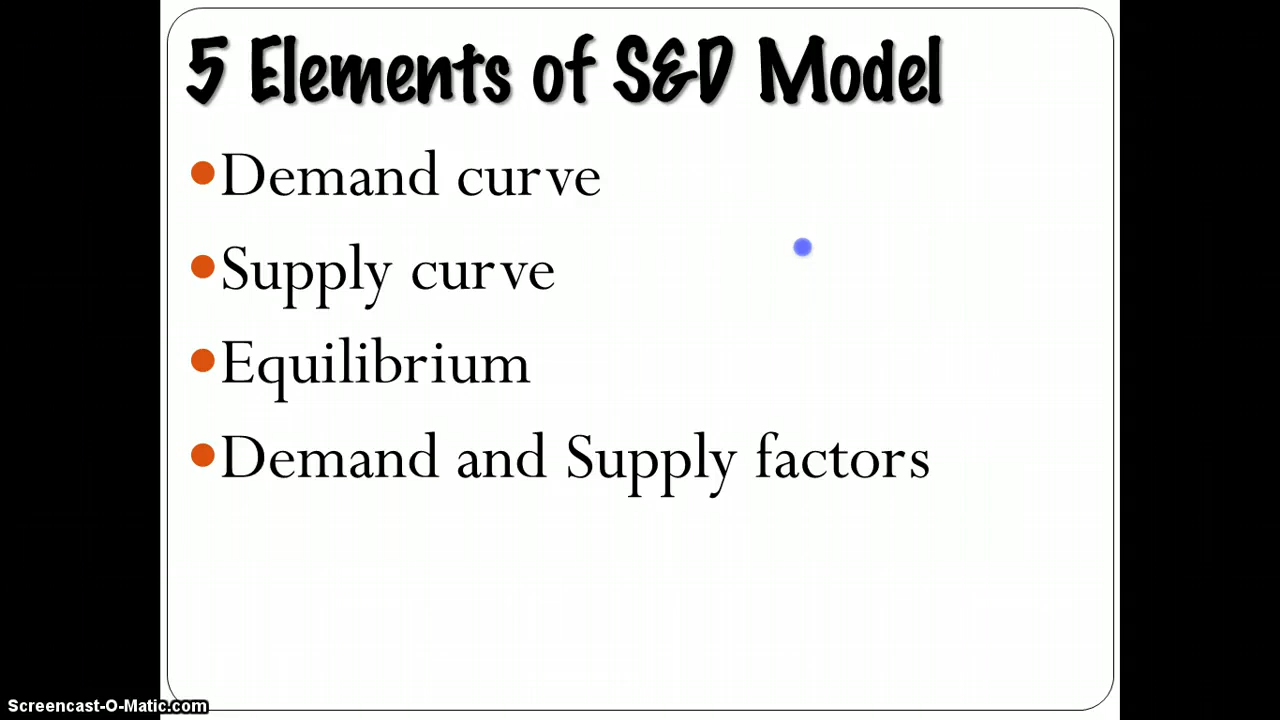 5 Elements of S&D Model
Demand curve
Supply curve
Equilibrium
Demand and Supply factors
Screencast-O-Matic.com